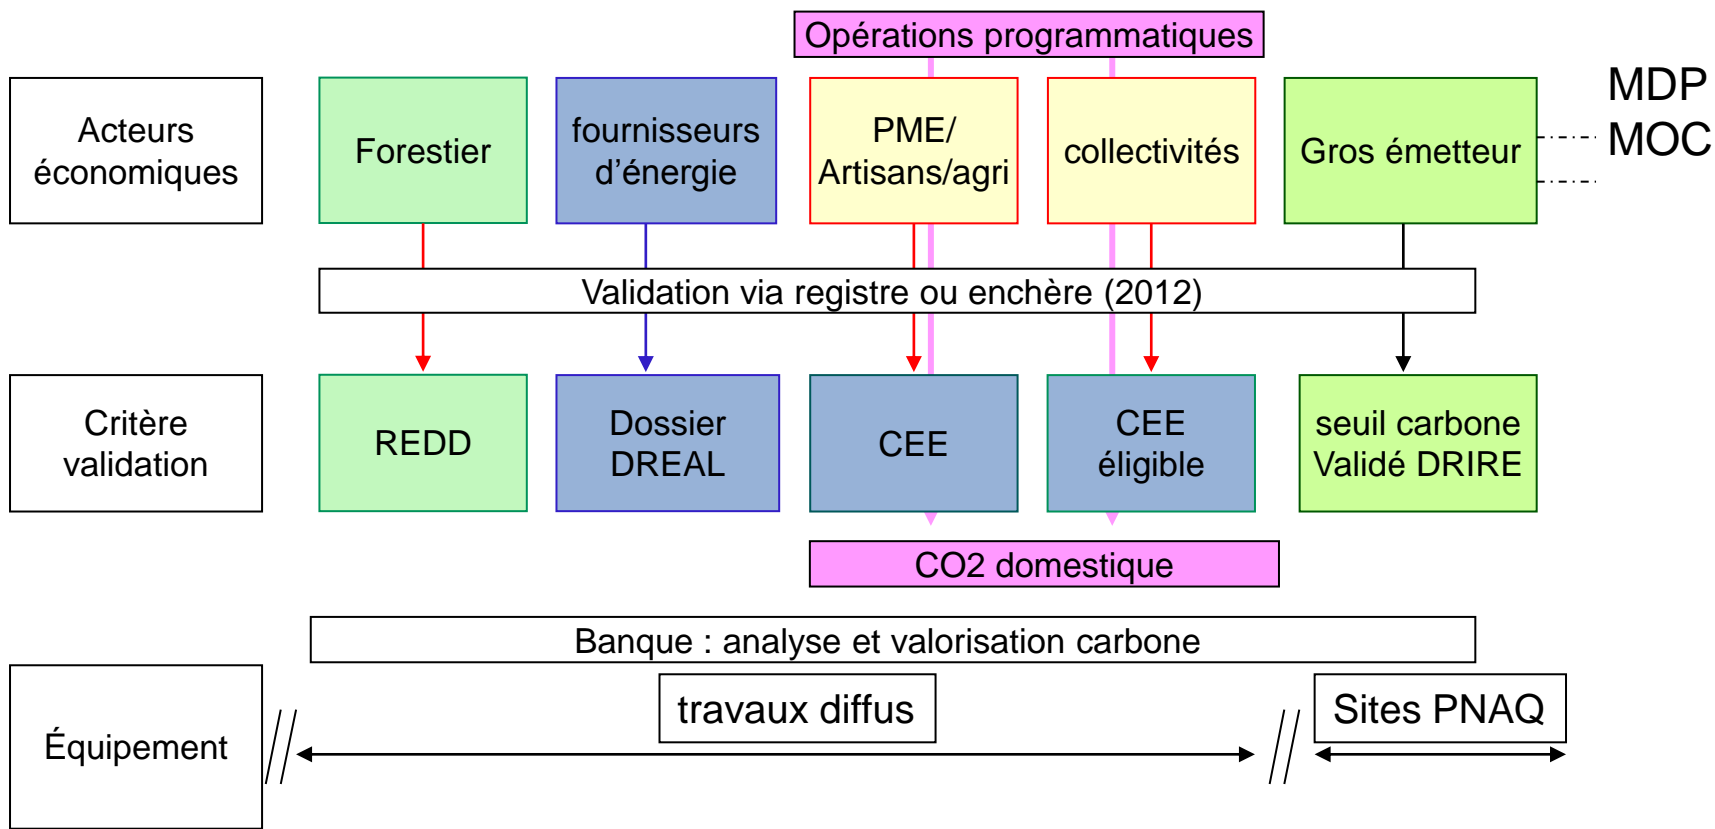 Opérations programmatiques
Acteurs
économiques
Forestier
fournisseurs
d'énergie
PME/
Artisans/agri
collectivités
Gros émetteur
MDP
MOC
Validation via registre ou enchère (2012)
Critère
validation
REDD
Dossier
DREAL
CEE
CEE
éligible
seuil carbone
Validé DRIRE
CO2 domestique
Banque : analyse et valorisation carbone
Équipement
travaux diffus
Sites PNAQ